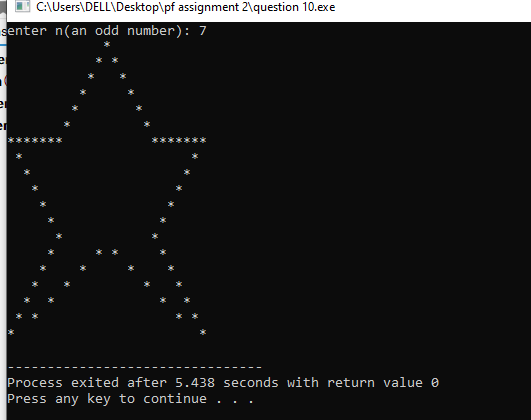 C:\Users\DELL\Desktop\pf assignment 2\question 10.exe
enter n(an odd number): 7
            *
           * *
          *   *
         *     *
        *       *
       *         *
*******           *******
 *                     *
  *                   *
   *                 *
    *               *
     *             *
      *           *
     *     * *     *
    *    *     *    *
   *   *         *   *
  *  *             *  *
 * *                 * *
*                       *
--------------------------------
Process exited after 5.438 seconds with return value 0
Press any key to continue . . .